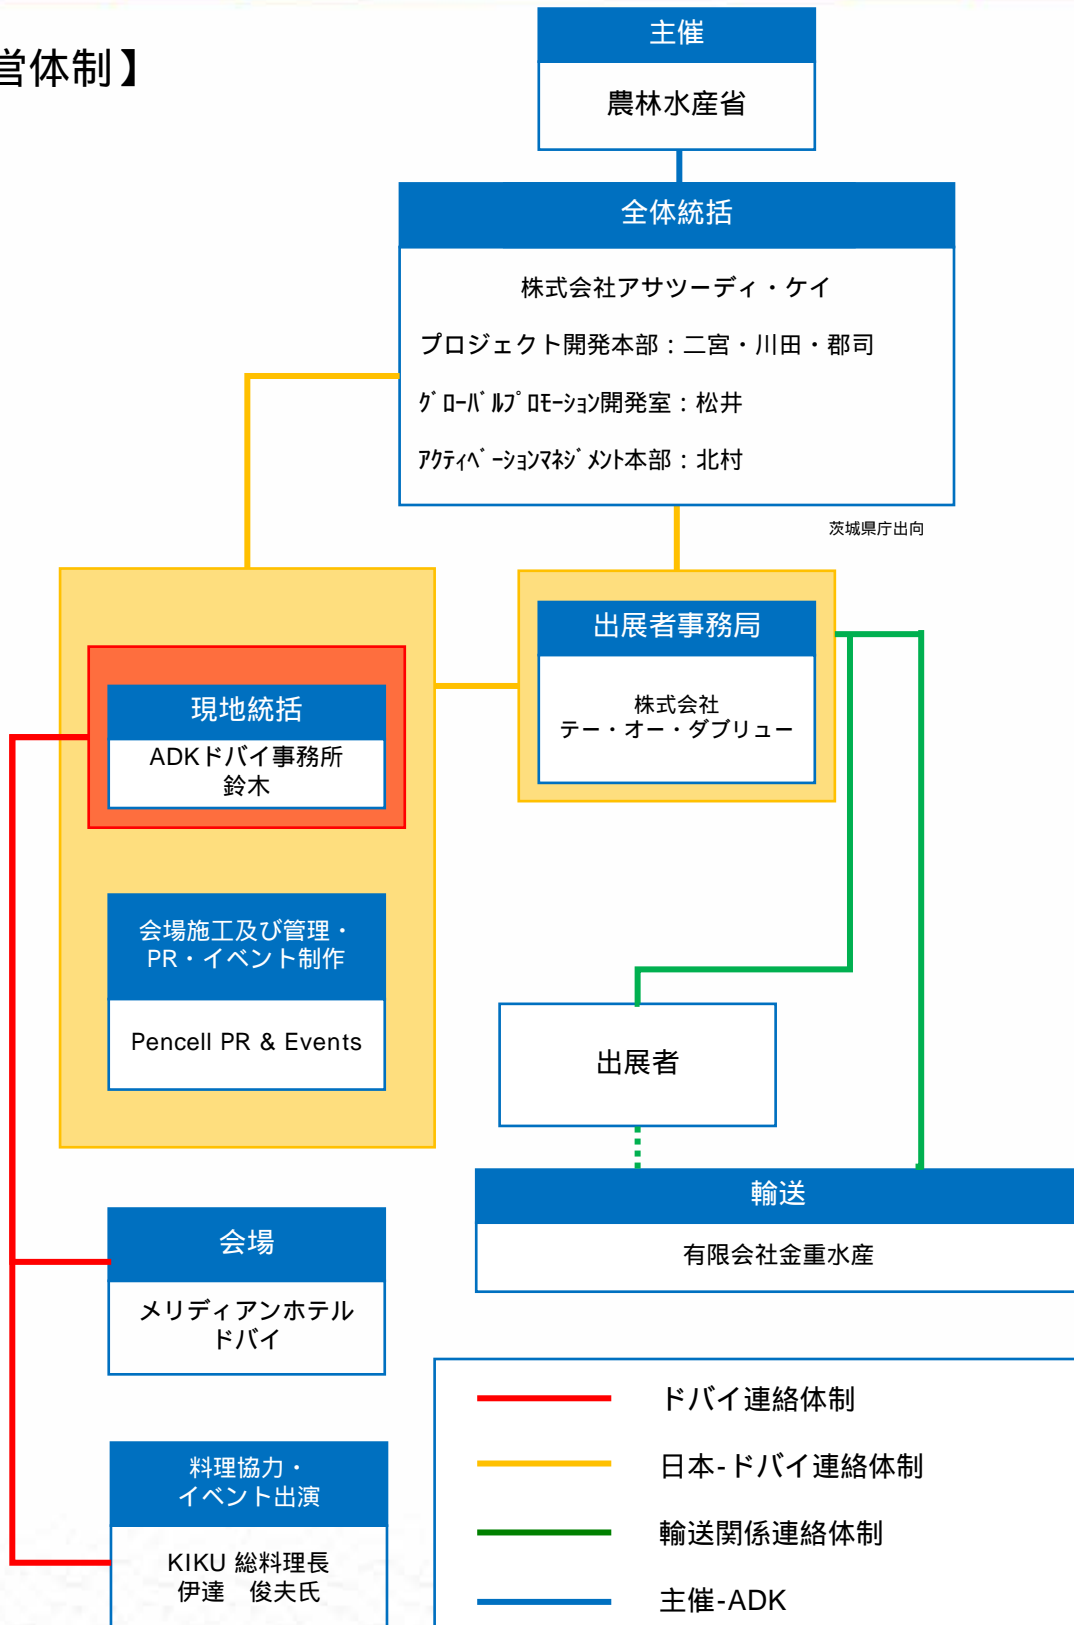 営体制】
主催
農林水産省
全体統括
株式会社アサツーディ・ケイ
プロジェクト開発本部：二宮・川田・郡司
ｸﾞﾛｰﾊﾞﾙﾌﾟﾛﾓｰｼｮﾝ開発室：松井
ｱｸﾃｨﾍﾞｰｼｮﾝﾏﾈｼﾞﾒﾝﾄ本部：北村
茨城県庁出向
出展者事務局
株式会社
テー・オー・ダブリュー
現地統括
ADKドバイ事務所
鈴木
会場施工及び管理・
PR・イベント制作
Pencell PR & Events
出展者
輸送
有限会社金重水産
会場
メリディアンホテル
ドバイ
料理協力・
イベント出演
KIKU 総料理長
伊達　俊夫氏
ドバイ連絡体制
日本-ドバイ連絡体制
輸送関係連絡体制
主催-ADK